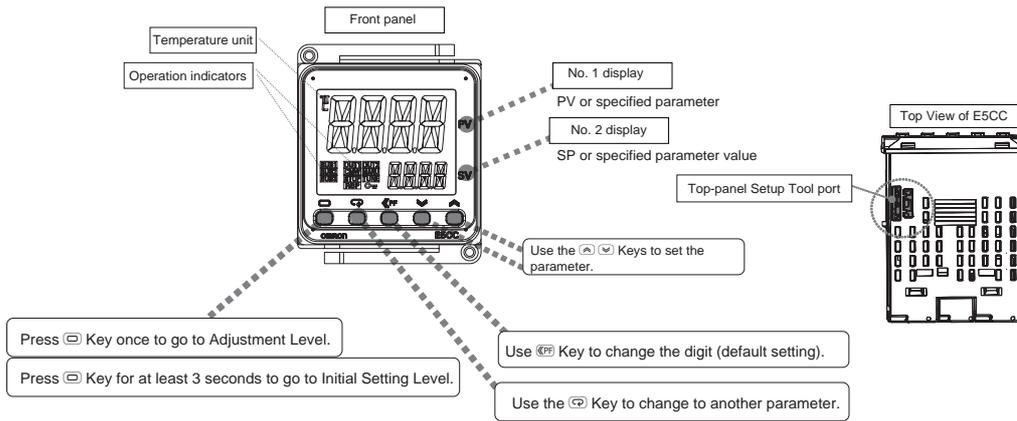 Front panel
Temperature unit
Operation indicators
No. 1 display
PV or specified parameter
No. 2 display
SP or specified parameter value
Top View of E5CC
Top-panel Setup Tool port
°C
PV
SV
PF
omron
E5CC
Use the Keys to set the
parameter.
Press Key once to go to Adjustment Level.
Press Key for at least 3 seconds to go to Initial Setting Level.
Use PF Key to change the digit (default setting).
Use the Key to change to another parameter.